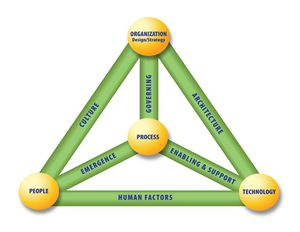 ORGANIZATION
Design/Strategy
CULTURE
GOVERNING
ARCHITECTURE
PROCESS
EMERGENCE
ENABLING & SUPPORT
PEOPLE
HUMAN FACTORS
TECHNOLOGY